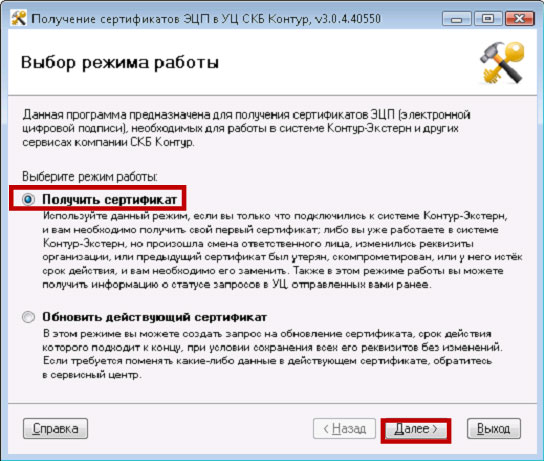 Получение сертификатов ЭЦП в УЦ СКБ Контур, v3.0.4.40550
Выбор режима работы
Данная программа предназначена для получения сертификатов ЭЦП (электронной
цифровой подписи), необходимых для работы в системе Контур-Экстерн и других
сервисах компании СКБ Контур.
Выберите режим работы:
Получить сертификат
Используйте данный режим, если вы только что подключились к системе Контур-Экстерн,
и вам необходимо получить свой первый сертификат; либо вы уже работаете в системе
Контур-Экстерн, но произошла смена ответственного лица, изменились реквизиты
организации, или предыдущий сертификат был утерян, скомпрометирован, или у него истёк
срок действия, и вам необходимо его заменить. Также в этом режиме работы вы можете
получить информацию о статусе запросов в УЦ, отправленных вами ранее.
Обновить действующий сертификат
В этом режиме вы можете создать запрос на обновление сертификата, срок действия
которого подходит к концу, при условии сохранения всех его реквизитов без изменений.
Если требуется поменять какие-либо данные в действующем сертификате, обратитесь
в сервисный центр.
Справка
< Назад
Далее >
Выход